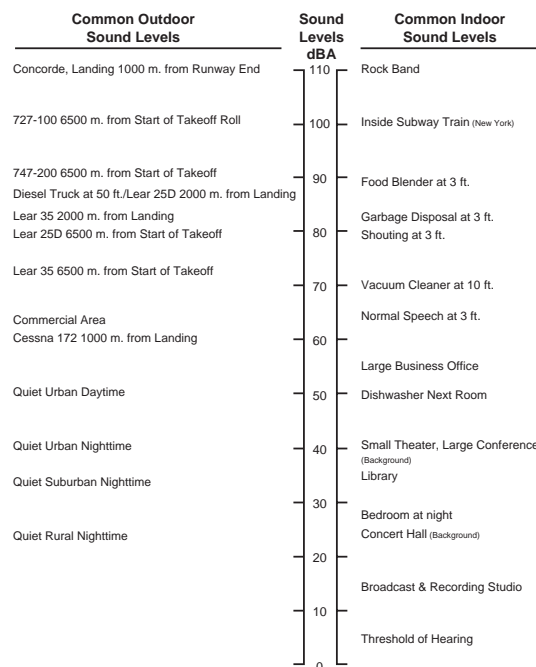 Common Outdoor
Sound Levels
Sound
Levels
dBA
Common Indoor
Sound Levels
Concorde, Landing 1000 m. from Runway End
110
Rock Band
727-100 6500 m. from Start of Takeoff Roll
100
Inside Subway Train (New York)
747-200 6500 m. from Start of Takeoff
90
Food Blender at 3 ft.
Diesel Truck at 50 ft./Lear 25D 2000 m. from Landing
Lear 35 2000 m. from Landing
Garbage Disposal at 3 ft.
Lear 25D 6500 m. from Start of Takeoff
80
Shouting at 3 ft.
Lear 35 6500 m. from Start of Takeoff
70
Vacuum Cleaner at 10 ft.
Commercial Area
Normal Speech at 3 ft.
Cessna 172 1000 m. from Landing
60
Large Business Office
Quiet Urban Daytime
50
Dishwasher Next Room
Quiet Urban Nighttime
40
Small Theater, Large Conference
(Background)
Library
Quiet Suburban Nighttime
30
Bedroom at night
Quiet Rural Nighttime
Concert Hall (Background)
20
Broadcast & Recording Studio
10
Threshold of Hearing
0